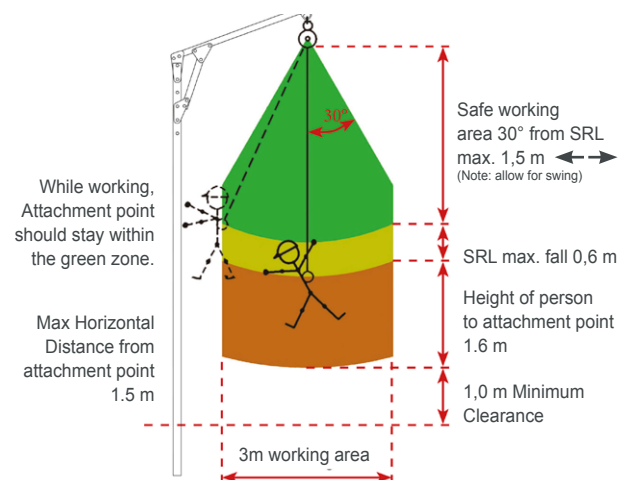 30°
Safe working
area 30° from SRL
max. 1,5 m
(Note: allow for swing)
While working,
Attachment point
should stay within
the green zone.
SRL max. fall 0,6 m
Height of person
to attachment point
1.6 m
Max Horizontal
Distance from
attachment point
1.5 m
1,0 m Minimum
Clearance
3m working area